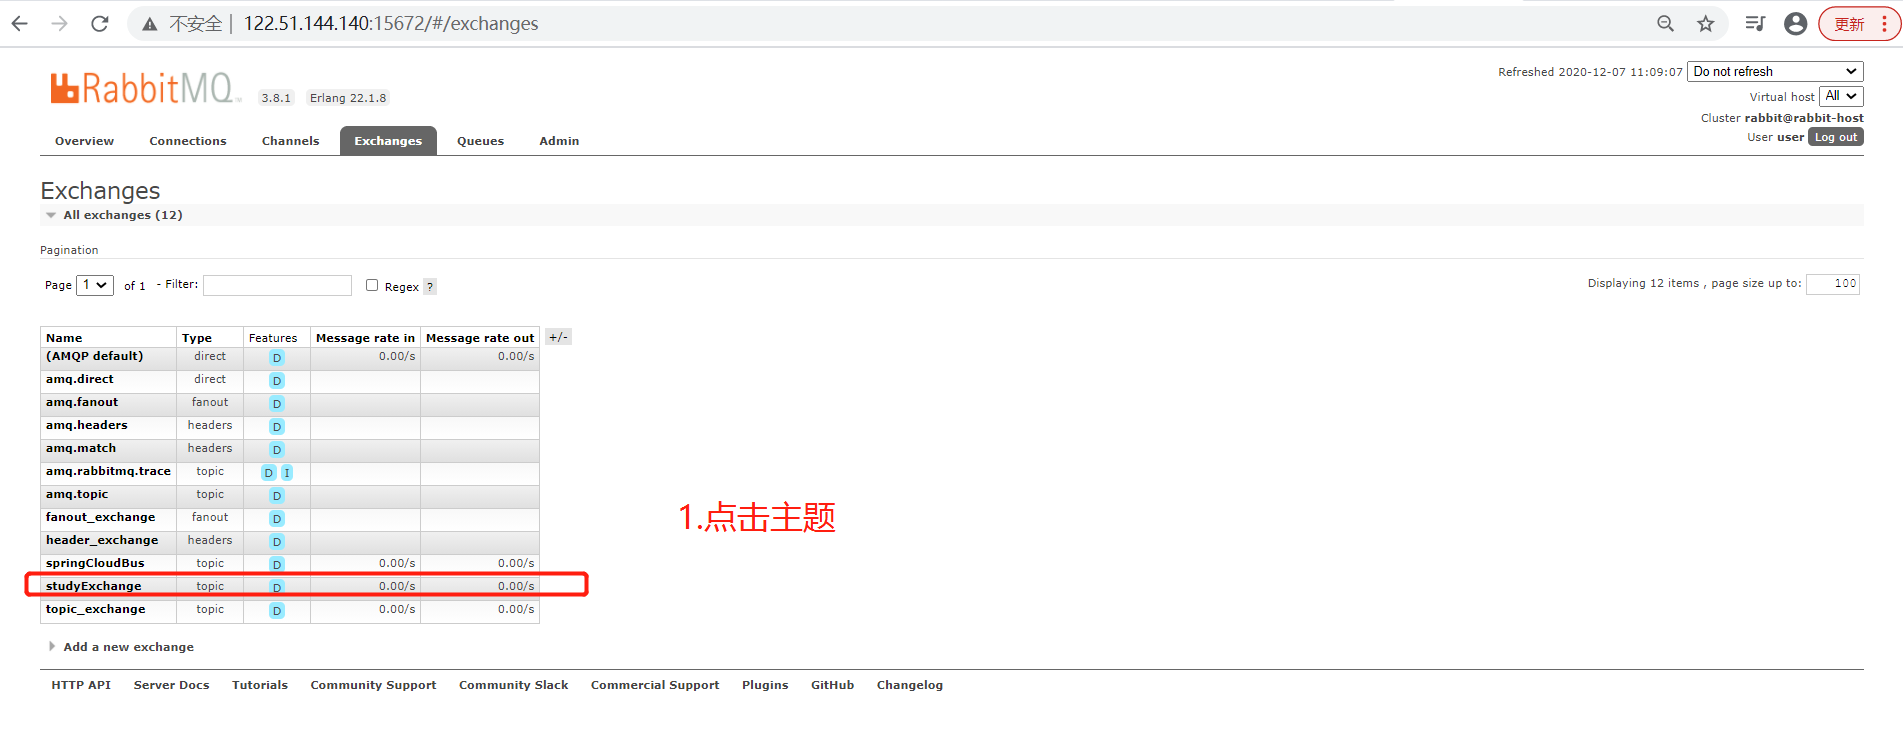 不安全 | 122.51.144.140:15672/#/exchanges 更新
RabbitMQ TM 3.8.1 Erlang 22.1.8
Refreshed 2020-12-07 11:09:07 Do not refresh
Virtual host All
Cluster rabbit@rabbit-host
User user Log out
Overview Connections Channels Exchanges Queues Admin
Exchanges
All exchanges (12)
Pagination
Page 1 of 1 - Filter: Regex ? Displaying 12 items , page size up to: 100
Name Type Features Message rate in Message rate out +/-
(AMQP default) direct D 0.00/s 0.00/s
amq.direct direct D
amq.fanout fanout D
amq.headers headers D
amq.match headers D
amq.rabbitmq.trace topic D I
amq.topic topic D
fanout_exchange fanout D
header_exchange headers D
springCloudBus topic D 0.00/s 0.00/s
studyExchange topic D 0.00/s 0.00/s
topic_exchange topic D 0.00/s 0.00/s
1.点击主题
Add a new exchange
HTTP API Server Docs Tutorials Community Support Community Slack Commercial Support Plugins GitHub Changelog